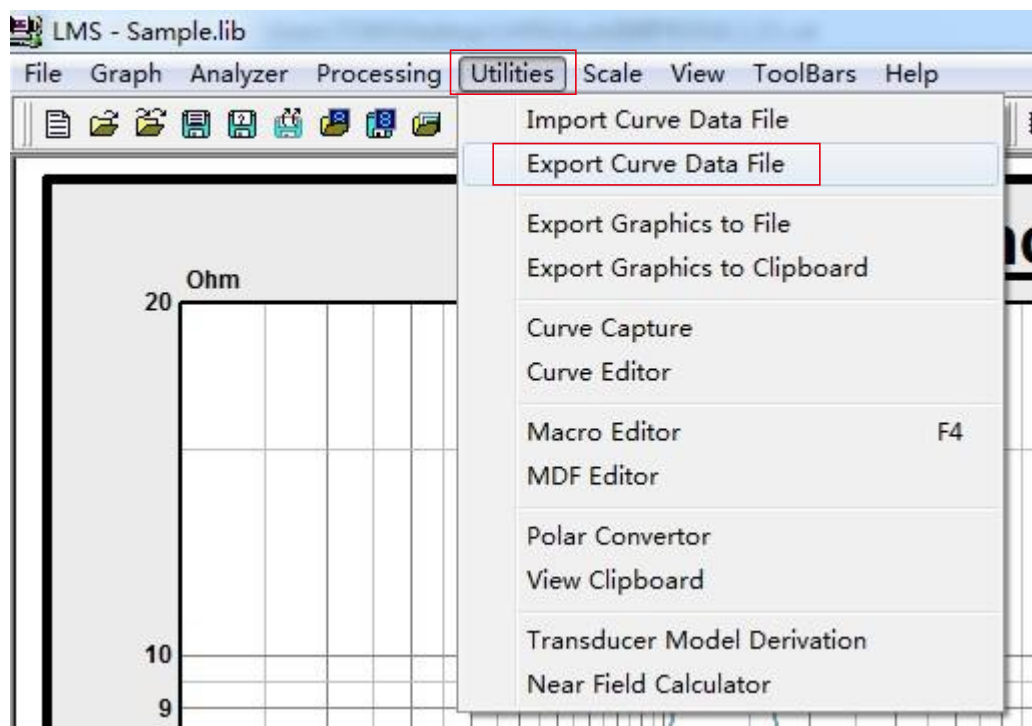 LMS - Sample.lib
File Graph Analyzer Processing Utilities Scale View ToolBars Help
Import Curve Data File
Export Curve Data File
Export Graphics to File
Export Graphics to Clipboard
Curve Capture
Curve Editor
Macro Editor F4
MDF Editor
Polar Convertor
View Clipboard
Transducer Model Derivation
Near Field Calculator
Ohm
20
10
9